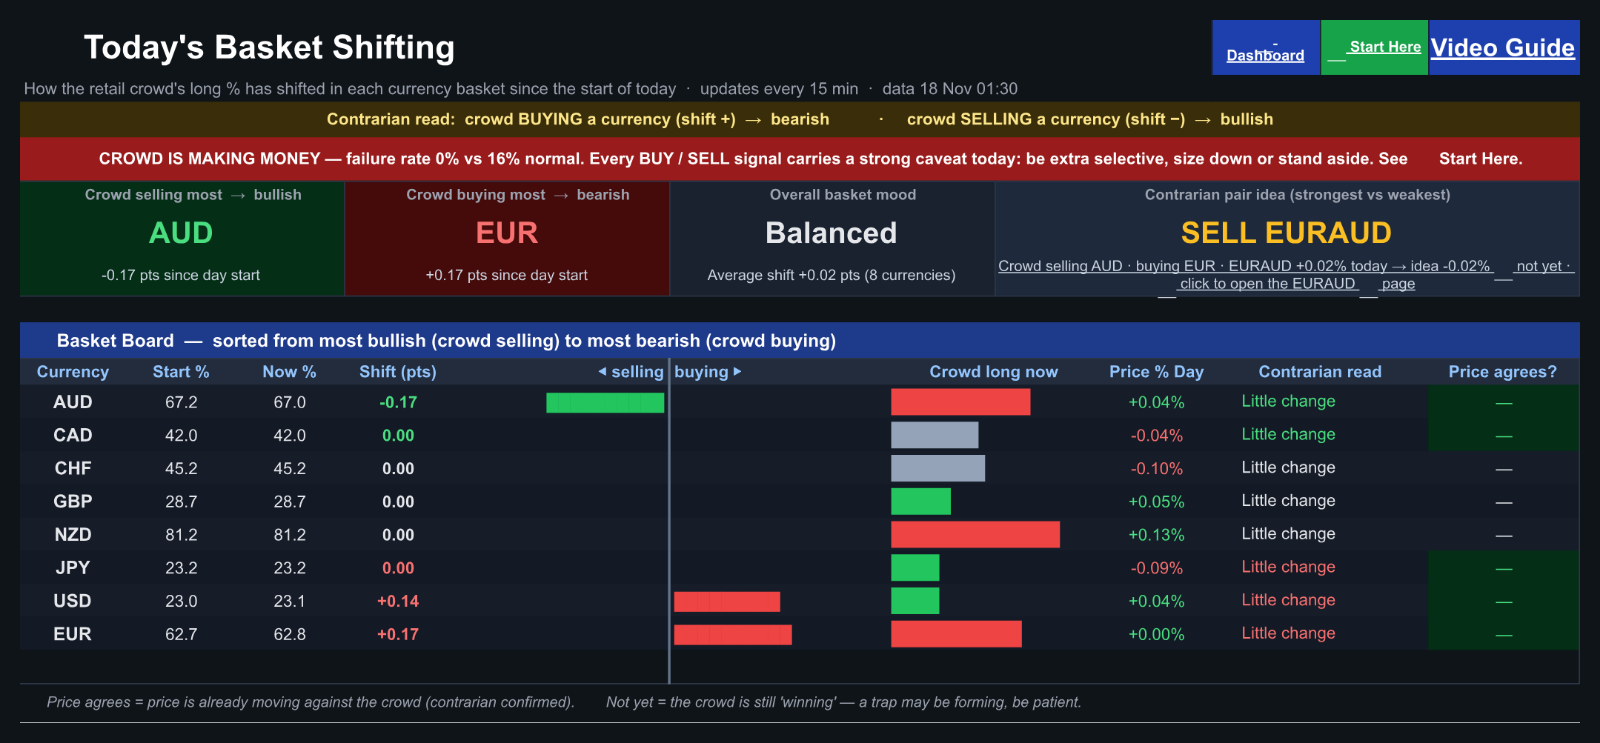 Today's Basket Shifting
Dashboard
Start Here
Video Guide
How the retail crowd's long % has shifted in each currency basket since the start of today · updates every 15 min · data 18 Nov 01:30
Contrarian read: crowd BUYING a currency (shift +) → bearish · crowd SELLING a currency (shift −) → bullish
CROWD IS MAKING MONEY — failure rate 0% vs 16% normal. Every BUY / SELL signal carries a strong caveat today: be extra selective, size down or stand aside. See Start Here.
Crowd selling most → bullish
AUD
-0.17 pts since day start
Crowd buying most → bearish
EUR
+0.17 pts since day start
Overall basket mood
Balanced
Average shift +0.02 pts (8 currencies)
Contrarian pair idea (strongest vs weakest)
SELL EURAUD
Crowd selling AUD · buying EUR · EURAUD +0.02% today → idea -0.02% not yet ·
click to open the EURAUD page
Basket Board — sorted from most bullish (crowd selling) to most bearish (crowd buying)
Currency Start % Now % Shift (pts) ◄ selling buying ► Crowd long now Price % Day Contrarian read Price agrees?
AUD 67.2 67.0 -0.17 +0.04% Little change —
CAD 42.0 42.0 0.00 -0.04% Little change —
CHF 45.2 45.2 0.00 -0.10% Little change —
GBP 28.7 28.7 0.00 +0.05% Little change —
NZD 81.2 81.2 0.00 +0.13% Little change —
JPY 23.2 23.2 0.00 -0.09% Little change —
USD 23.0 23.1 +0.14 +0.04% Little change —
EUR 62.7 62.8 +0.17 +0.00% Little change —
Price agrees = price is already moving against the crowd (contrarian confirmed). Not yet = the crowd is still 'winning' — a trap may be forming, be patient.